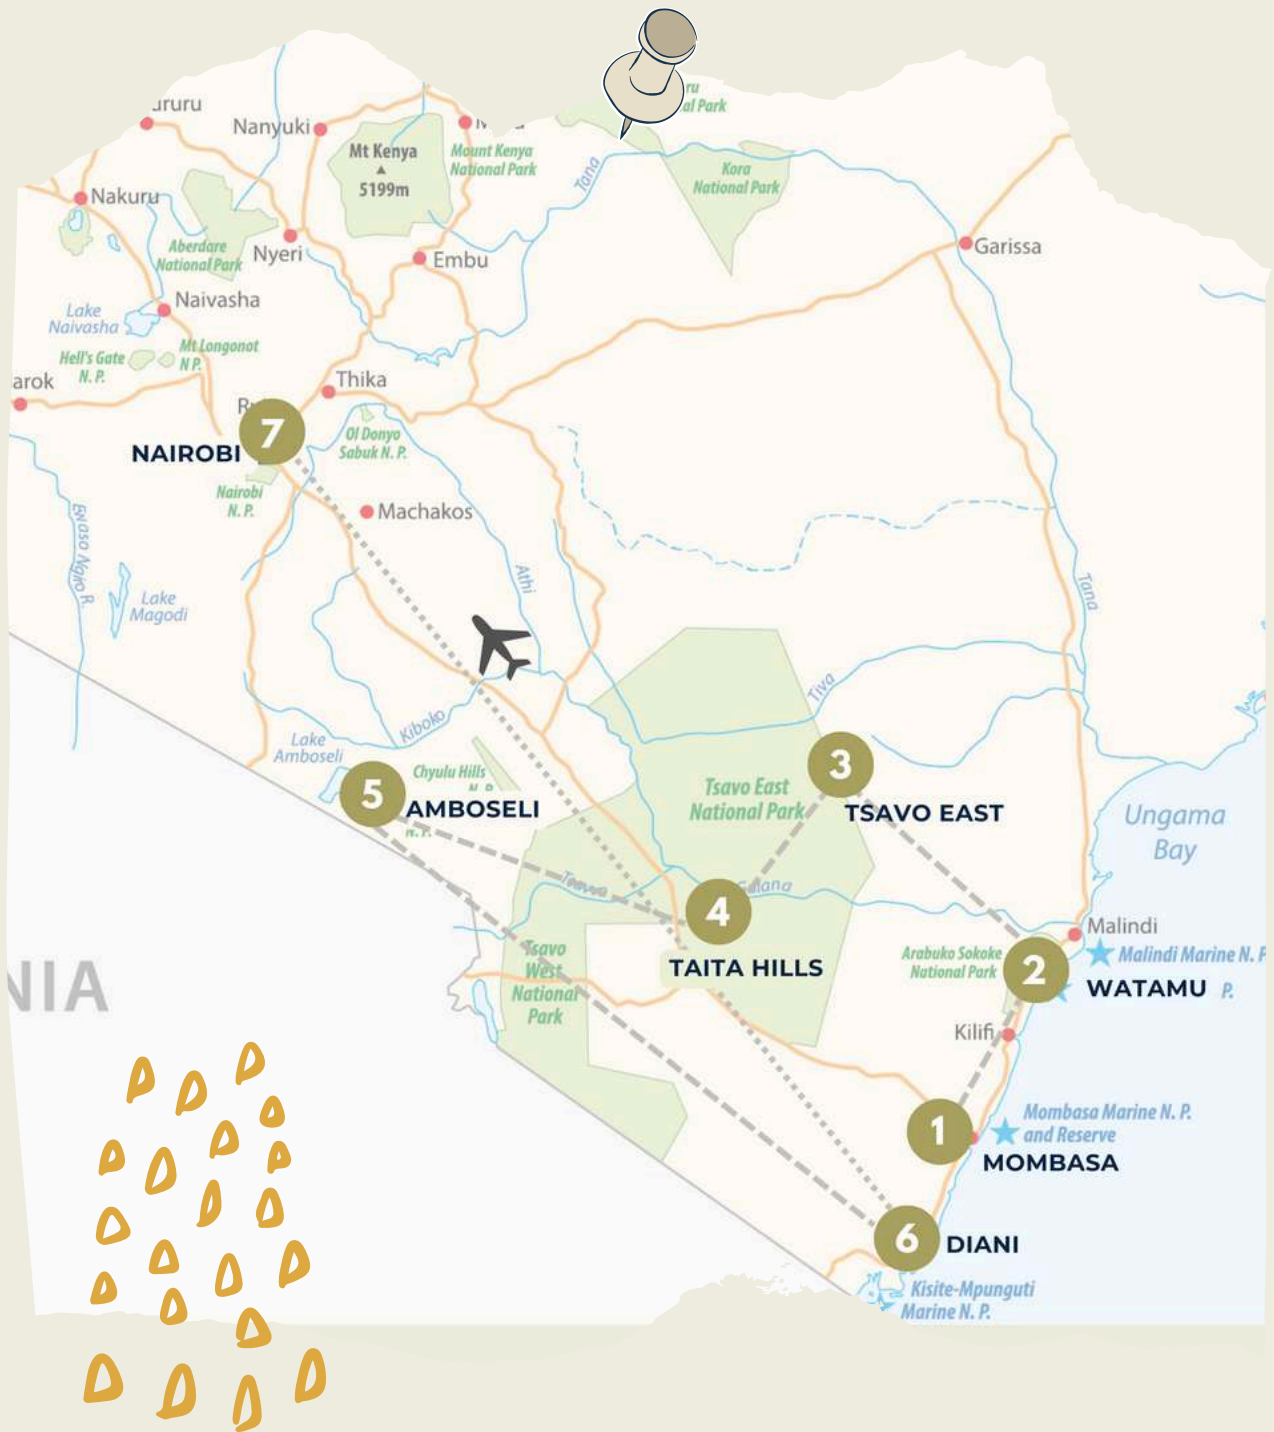 ru
al Park
Nanyuki
Mt Kenya
5199m
Mount Kenya
National Park
Tana
Kora
National Park
Nakuru
Aberdare
National Park
Nyeri
Embu
Garissa
Naivasha
Lake
Naivasha
Mt Longonot
N P.
Hell's Gate
N. P.
arok
Thika
7
NAIROBI
Ol Donyo
Sabuk N. P.
Nairobi
N. P.
Machakos
Ewaso Ngiro R.
Lake
Magodi
Athi
Tana
Tiva
Kiboko
Lake
Amboseli
Chyulu Hills
N. P.
5
AMBOSELI
N. P.
3
TSAVO EAST
Tsavo East
National Park
Ungama
Bay
Tsavo
Galana
4
TAITA HILLS
Malindi
Malindi Marine N. P
Arabuko Sokoke
National Park
2
WATAMU
P.
Tsavo
West
National
Park
NIA
Kilifi
1
MOMBASA
Mombasa Marine N. P.
and Reserve
6
DIANI
Kisite-Mpunguti
Marine N. P.